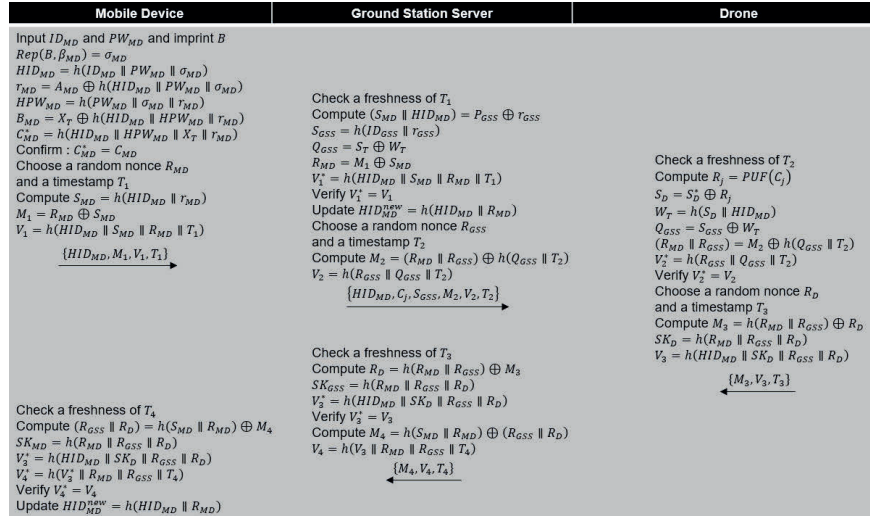 Mobile Device
Ground Station Server
Drone
Input ID_MD and PW_MD and imprint B
Rep(B, β_MD) = σ_MD
HID_MD = h(ID_MD ∥ PW_MD ∥ σ_MD)
r_MD = A_MD ⊕ h(HID_MD ∥ PW_MD ∥ σ_MD)
HPW_MD = h(PW_MD ∥ σ_MD ∥ r_MD)
B_MD = X_T ⊕ h(HID_MD ∥ HPW_MD ∥ r_MD)
C*_MD = h(HID_MD ∥ HPW_MD ∥ X_T ∥ r_MD)
Confirm : C*_MD = C_MD
Choose a random nonce R_MD
and a timestamp T_1
Compute S_MD = h(HID_MD ∥ r_MD)
M_1 = R_MD ⊕ S_MD
V_1 = h(HID_MD ∥ S_MD ∥ R_MD ∥ T_1)
{HID_MD, M_1, V_1, T_1}
Check a freshness of T_1
Compute (S_MD ∥ HID_MD) = P_GSS ⊕ r_GSS
S_GSS = h(ID_GSS ∥ r_GSS)
Q_GSS = S_T ⊕ W_T
R_MD = M_1 ⊕ S_MD
V*_1 = h(HID_MD ∥ S_MD ∥ R_MD ∥ T_1)
Verify V*_1 = V_1
Update HID^new_MD = h(HID_MD ∥ R_MD)
Choose a random nonce R_GSS
and a timestamp T_2
Compute M_2 = (R_MD ∥ R_GSS) ⊕ h(Q_GSS ∥ T_2)
V_2 = h(R_GSS ∥ Q_GSS ∥ T_2)
{HID_MD, C_j, S_GSS, M_2, V_2, T_2}
Check a freshness of T_2
Compute R_j = PUF(C_j)
S_D = S*_D ⊕ R_j
W_T = h(S_D ∥ HID_MD)
Q_GSS = S_GSS ⊕ W_T
(R_MD ∥ R_GSS) = M_2 ⊕ h(Q_GSS ∥ T_2)
V*_2 = h(R_GSS ∥ Q_GSS ∥ T_2)
Verify V*_2 = V_2
Choose a random nonce R_D
and a timestamp T_3
Compute M_3 = h(R_MD ∥ R_GSS) ⊕ R_D
SK_D = h(R_MD ∥ R_GSS ∥ R_D)
V_3 = h(HID_MD ∥ SK_D ∥ R_GSS ∥ R_D)
{M_3, V_3, T_3}
Check a freshness of T_3
Compute R_D = h(R_MD ∥ R_GSS) ⊕ M_3
SK_GSS = h(R_MD ∥ R_GSS ∥ R_D)
V*_3 = h(HID_MD ∥ SK_D ∥ R_GSS ∥ R_D)
Verify V*_3 = V_3
Compute M_4 = h(S_MD ∥ R_MD) ⊕ (R_GSS ∥ R_D)
V_4 = h(V_3 ∥ R_MD ∥ R_GSS ∥ T_4)
{M_4, V_4, T_4}
Check a freshness of T_4
Compute (R_GSS ∥ R_D) = h(S_MD ∥ R_MD) ⊕ M_4
SK_MD = h(R_MD ∥ R_GSS ∥ R_D)
V*_3 = h(HID_MD ∥ SK_D ∥ R_GSS ∥ R_D)
V*_4 = h(V*_3 ∥ R_MD ∥ R_GSS ∥ T_4)
Verify V*_4 = V_4
Update HID^new_MD = h(HID_MD ∥ R_MD)